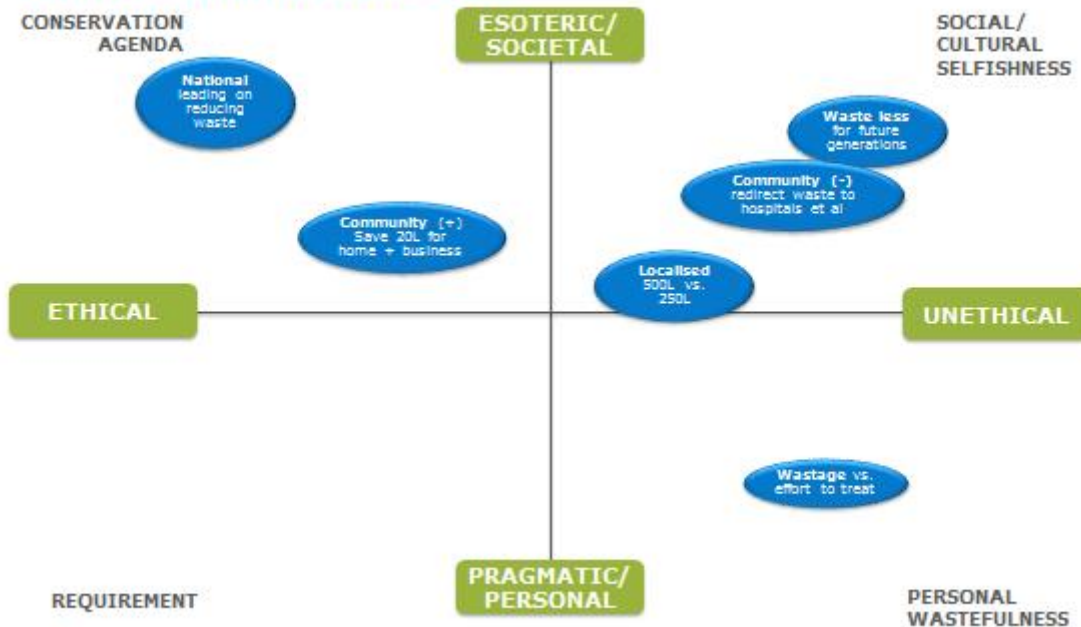 CONSERVATION
AGENDA
ESOTERIC/
SOCIETAL
SOCIAL/
CULTURAL
SELFISHNESS
National
leading on
reducing
waste
Waste less
for future
generations
Community (-)
redirect waste to
hospitals et al
Community (+)
Save 20L for
home + business
Localised
500L vs.
250L
ETHICAL
UNETHICAL
Wastage vs.
effort to treat
PRAGMATIC/
PERSONAL
REQUIREMENT
PERSONAL
WASTEFULNESS